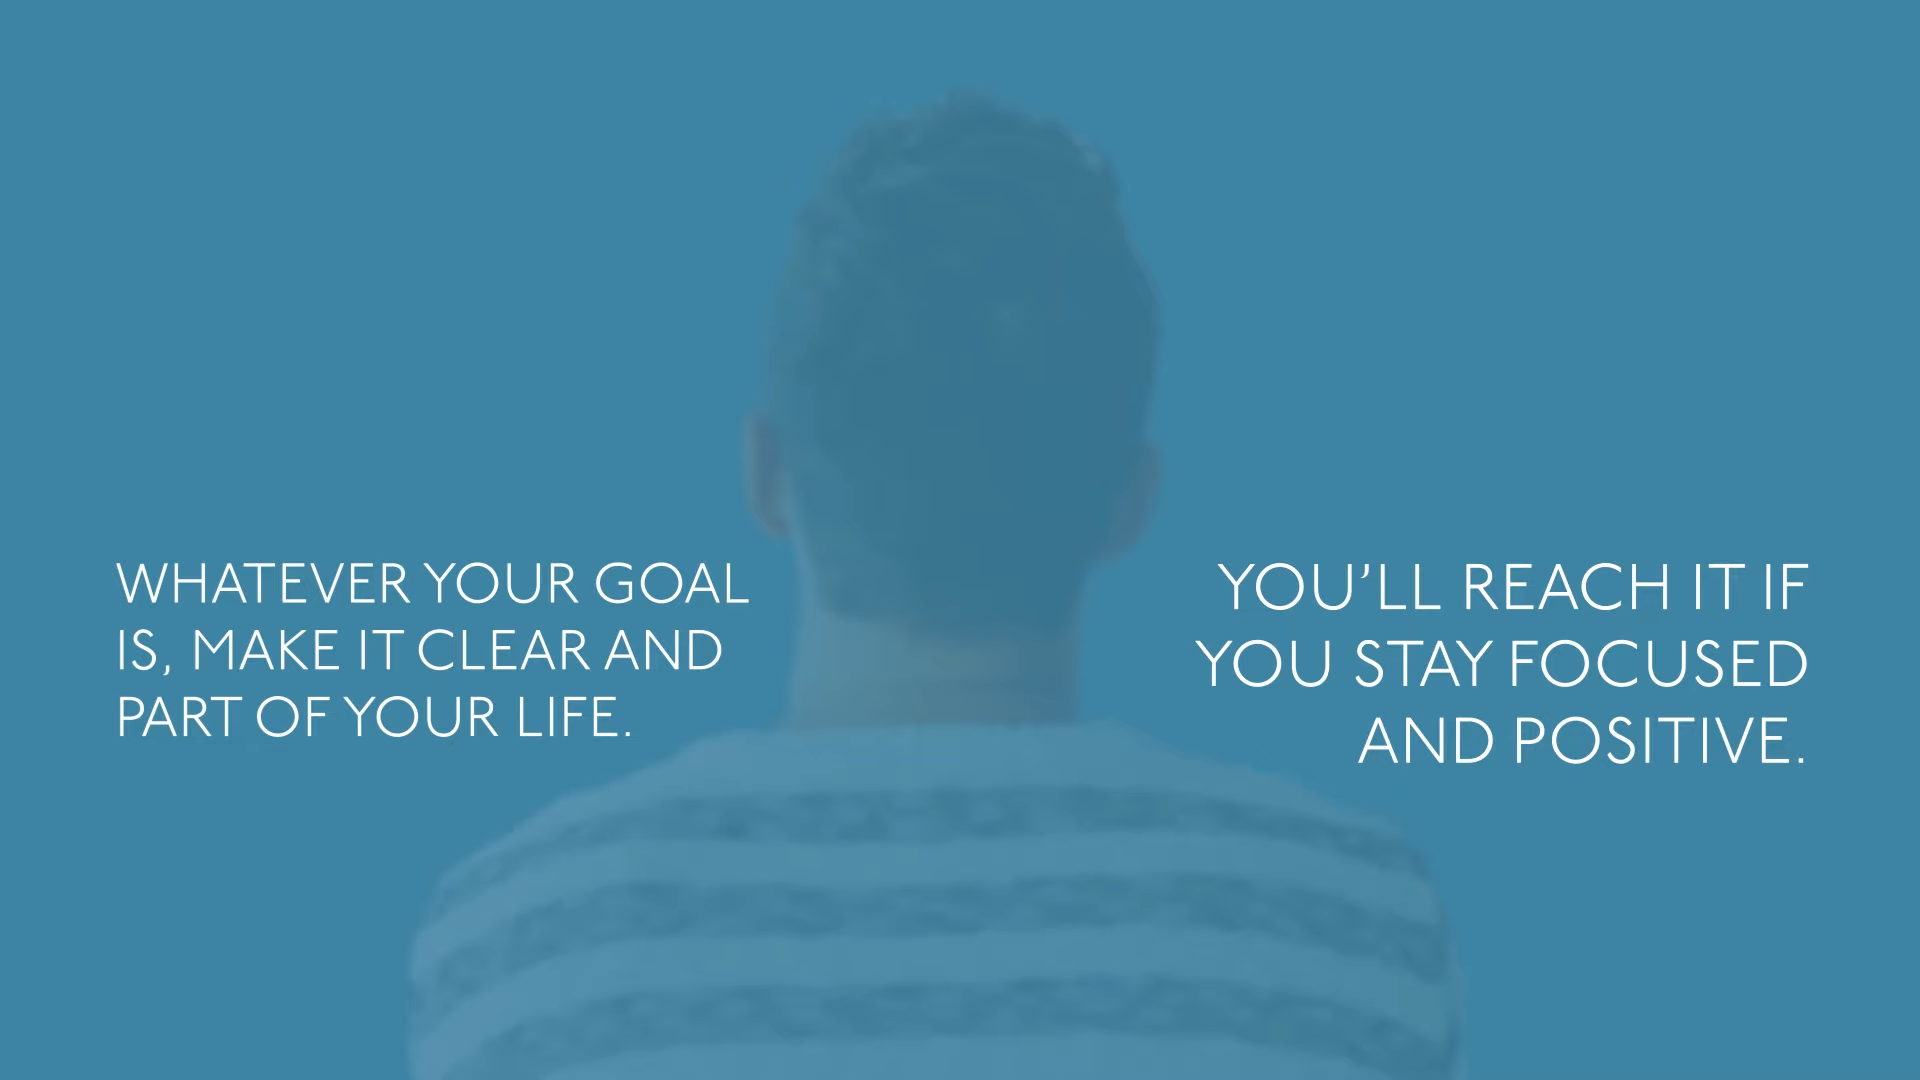 WHATEVER YOUR GOAL
IS, MAKE IT CLEAR AND
PART OF YOUR LIFE.
YOU’LL REACH IT IF
YOU STAY FOCUSED
AND POSITIVE.